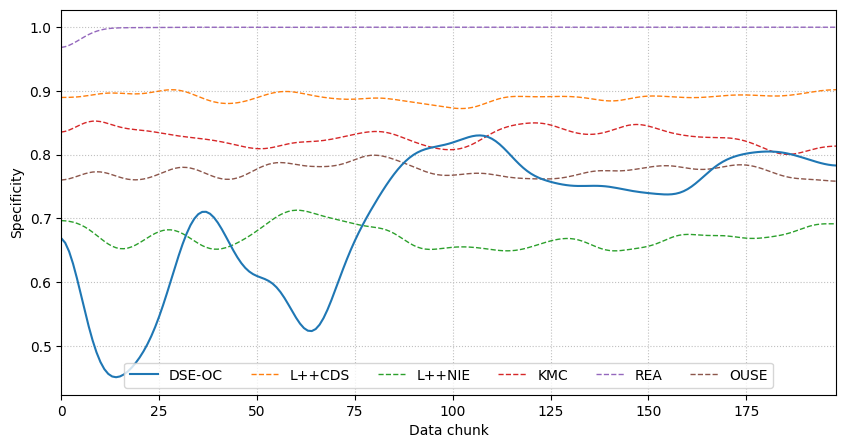 1.0
0.9
0.8
0.7
0.6
0.5
Specificity
DSE-OC L++CDS L++NIE KMC REA OUSE
0 25 50 75 100 125 150 175
Data chunk